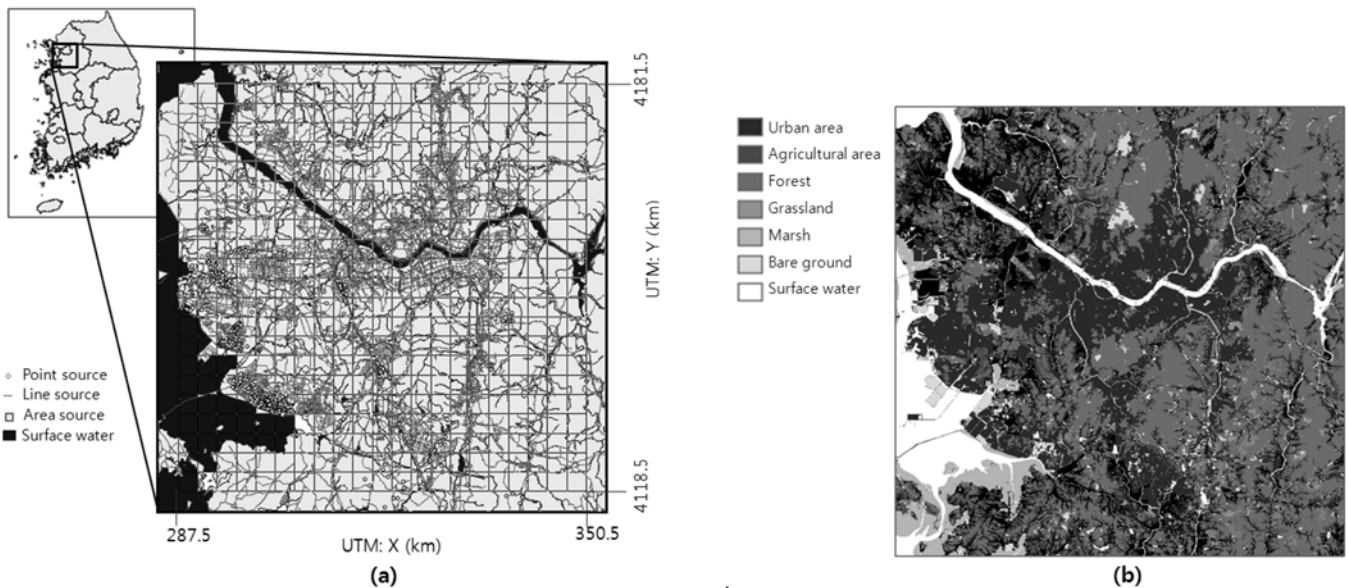 4181.5
UTM: Y (km)
4118.5
Point source
Line source
Area source
Surface water
287.5
350.5
UTM: X (km)
(a)
Urban area
Agricultural area
Forest
Grassland
Marsh
Bare ground
Surface water
(b)